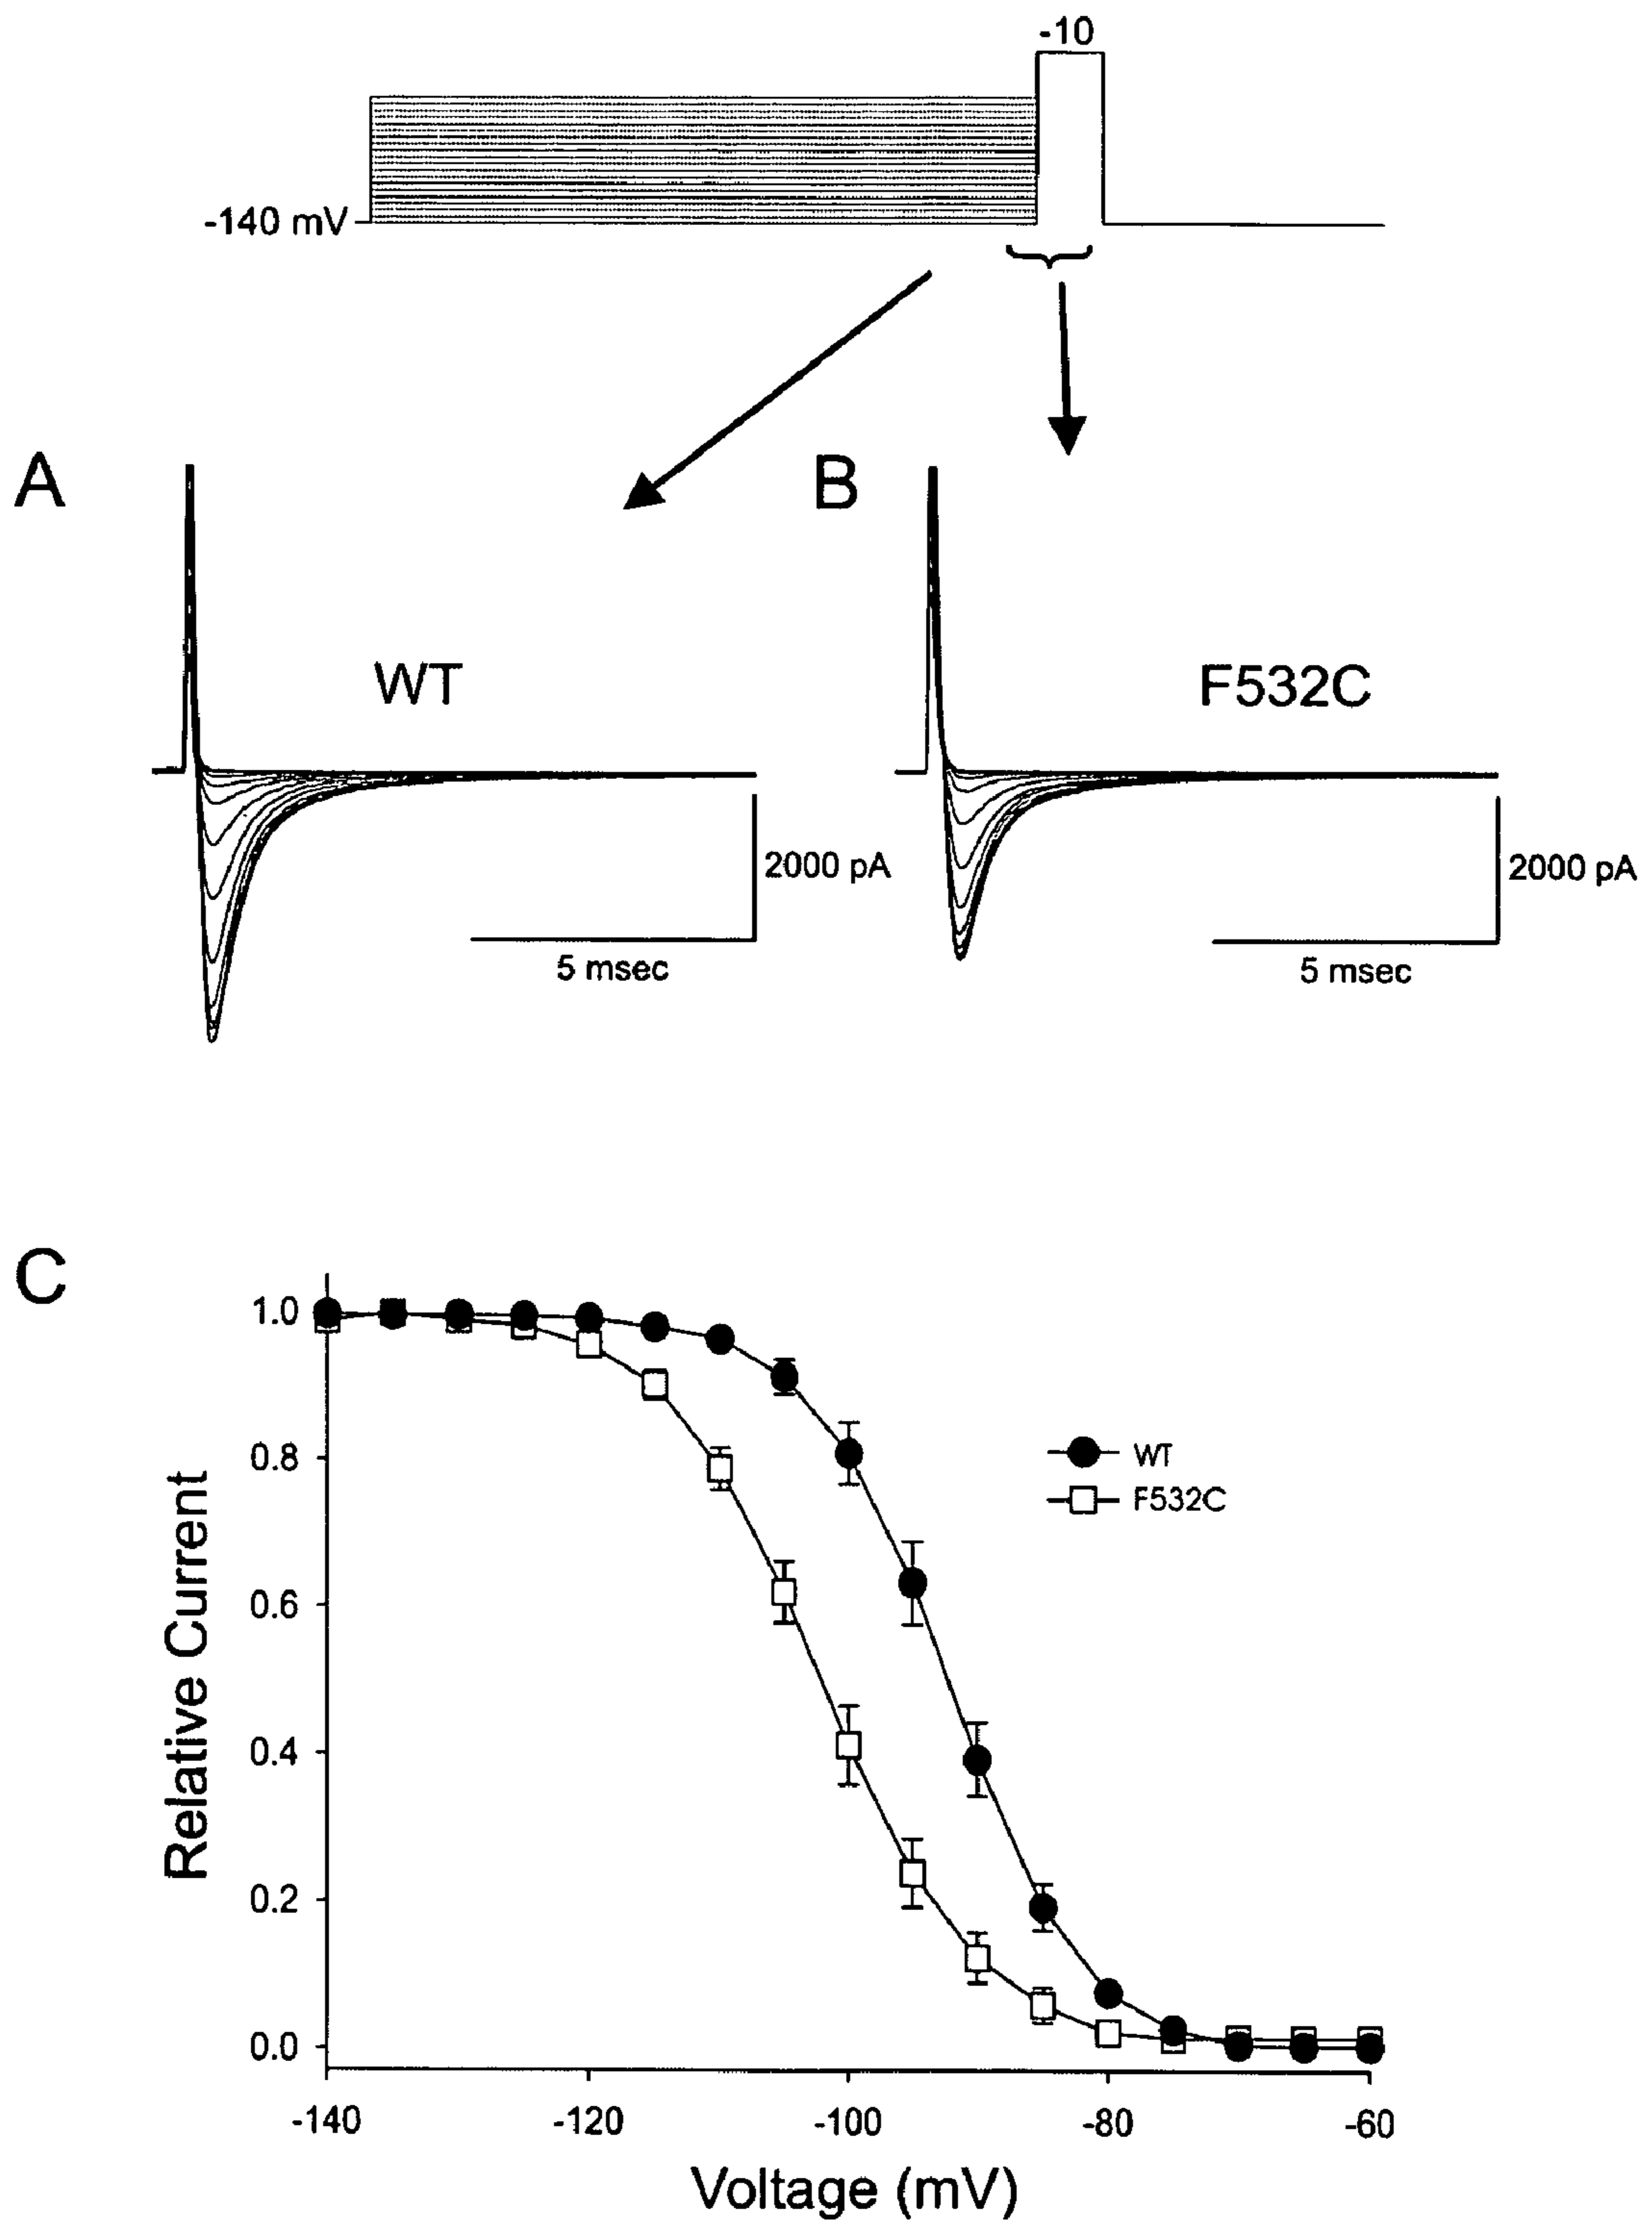 -10
-140 mV
A
B
WT
F532C
2000 pA
2000 pA
5 msec
5 msec
C
1.0
0.8
0.6
0.4
0.2
0.0
Relative Current
WT
F532C
-140
-120
-100
-80
-60
Voltage (mV)